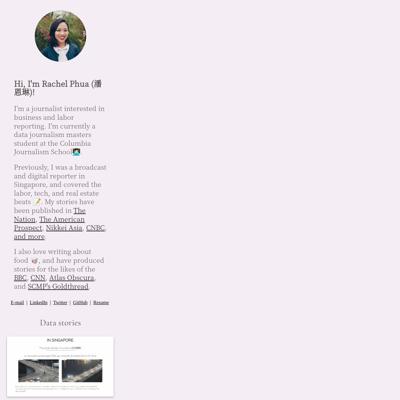 Hi, I'm Rachel Phua (潘
恩琳)!
I'm a journalist interested in
business and labor
reporting. I'm currently a
data journalism masters
student at the Columbia
Journalism School
Previously, I was a broadcast
and digital reporter in
Singapore, and covered the
labor, tech, and real estate
beats 📝. My stories have
been published in The
Nation, The American
Prospect, Nikkei Asia, CNBC,
and more.
I also love writing about
food 🥡, and have produced
stories for the likes of the
BBC, CNN, Atlas Obscura,
and SCMP's Goldthread.
E-mail | LinkedIn | Twitter | GitHub | Resume
Data stories
IN SINGAPORE